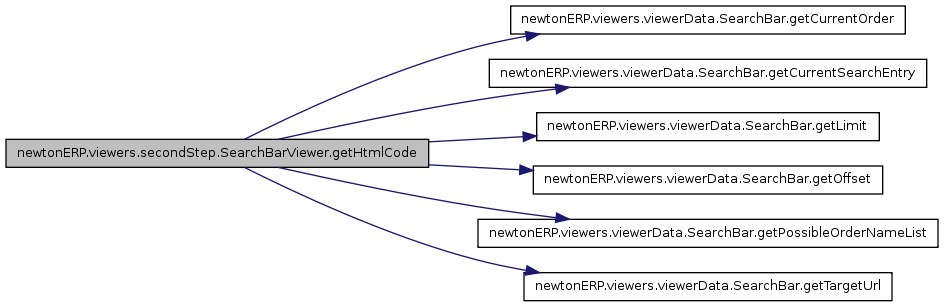 newtonERP.viewers.secondStep.SearchBarViewer.getHtmlCode
newtonERP.viewers.viewerData.SearchBar.getCurrentOrder
newtonERP.viewers.viewerData.SearchBar.getCurrentSearchEntry
newtonERP.viewers.viewerData.SearchBar.getLimit
newtonERP.viewers.viewerData.SearchBar.getOffset
newtonERP.viewers.viewerData.SearchBar.getPossibleOrderNameList
newtonERP.viewers.viewerData.SearchBar.getTargetUrl